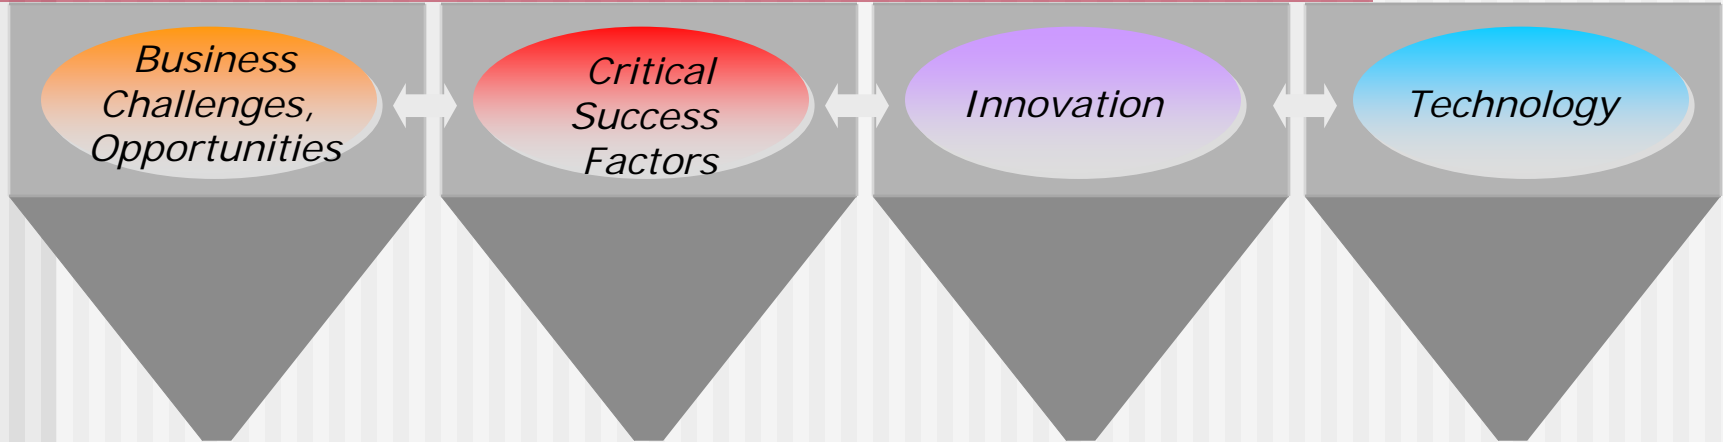 Business
Challenges,
Opportunities
Critical
Success
Factors
Innovation
Technology